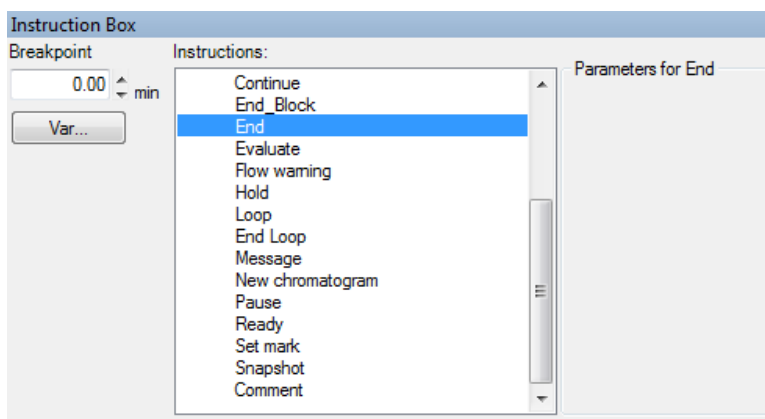 Instruction Box
Breakpoint
Instructions:
0.00
min
Var...
Continue
End_Block
End
Evaluate
Flow warning
Hold
Loop
End Loop
Message
New chromatogram
Pause
Ready
Set mark
Snapshot
Comment
Parameters for End